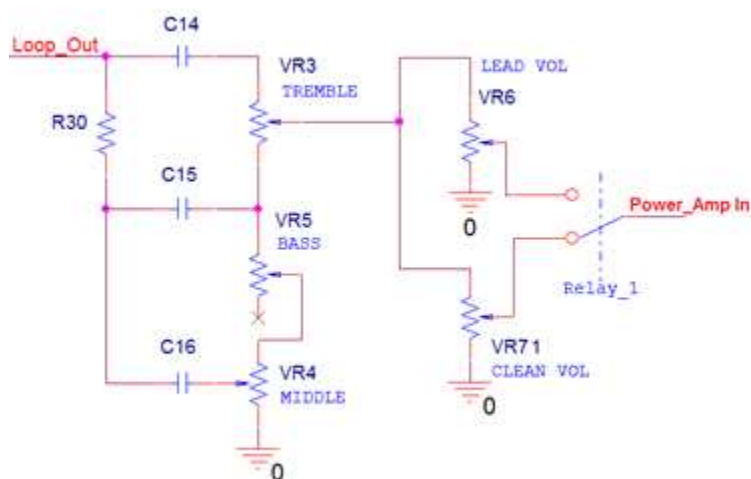 C14
Loop_Out
VR3
TREMBLE
LEAD VOL
VR6
R30
C15
0
Power_Amp In
VR5
BASS
Relay_1
C16
VR4
MIDDLE
VR71
CLEAN VOL
0
0